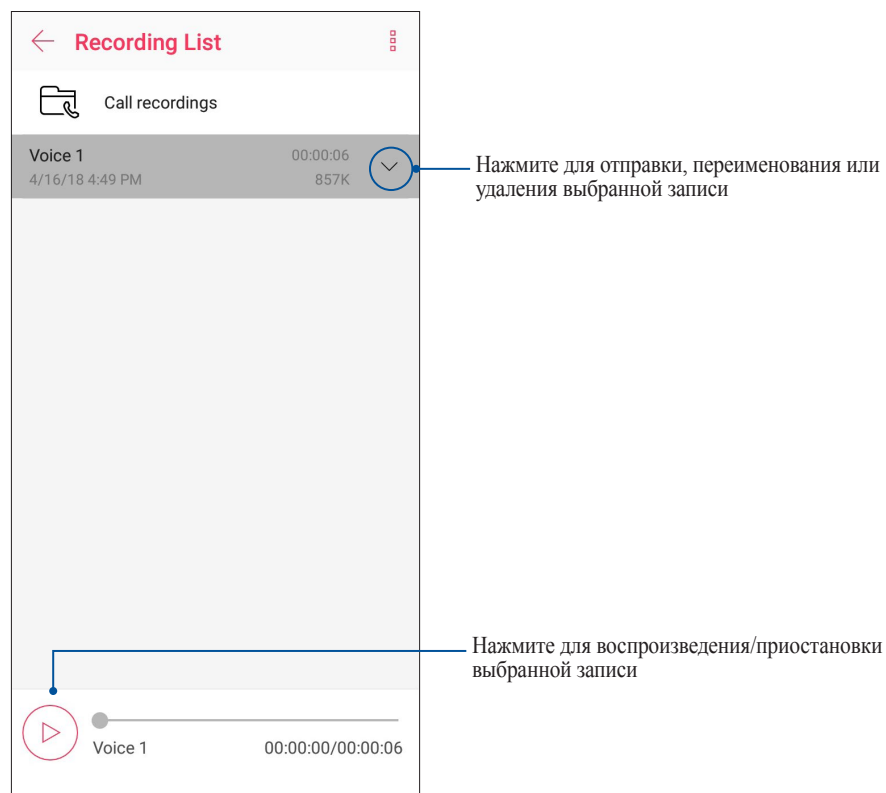 Recording List
Call recordings
Voice 1 00:00:06
4/16/18 4:49 PM 857K
Нажмите для отправки, переименования или
удаления выбранной записи
Нажмите для воспроизведения/приостановки
выбранной записи
Voice 1 00:00:00/00:00:06